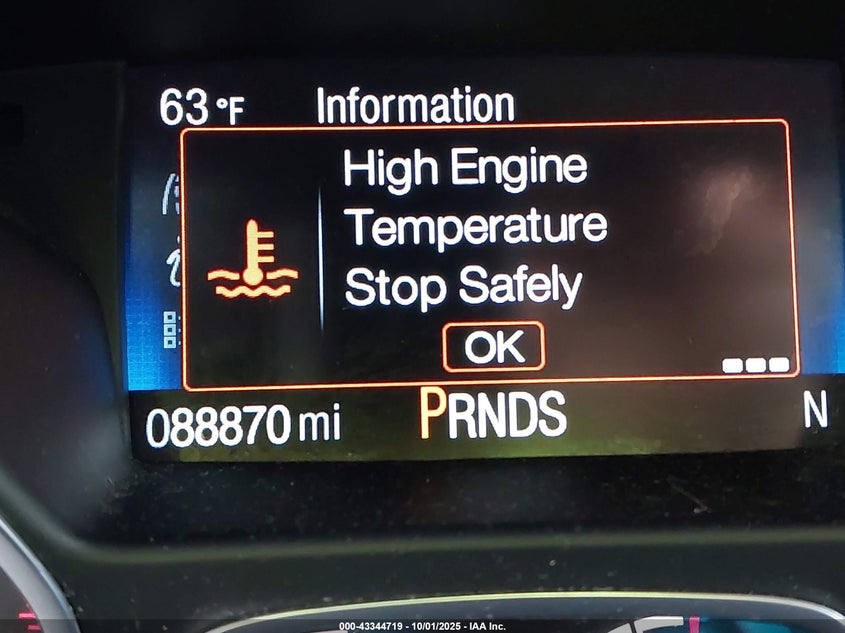 63 °F Information
High Engine
Temperature
Stop Safely
OK
088870 mi PRNDS N
000-43344719 - 10/01/2025 - IAA Inc.